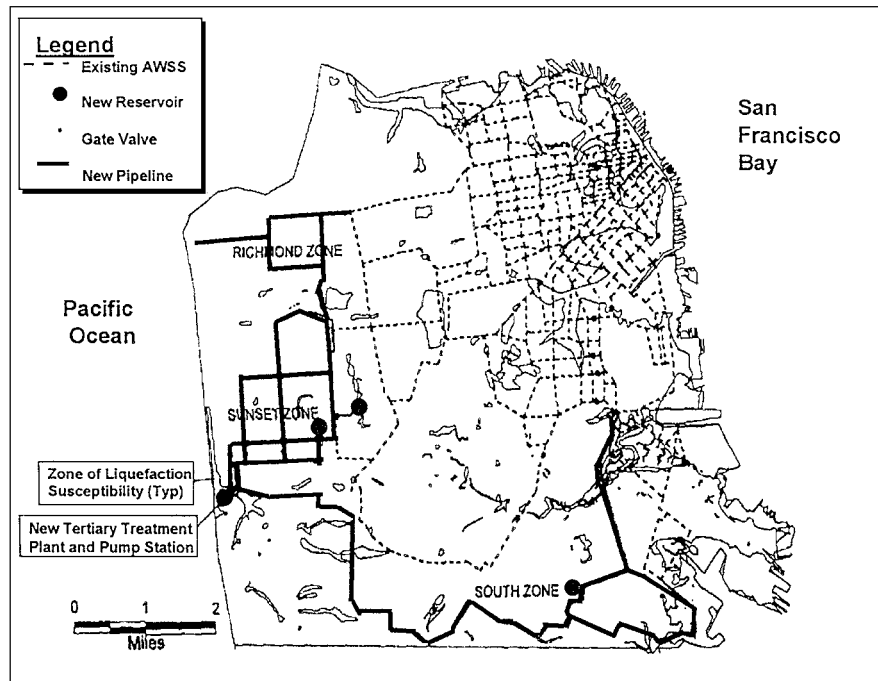 Legend
Existing AWSS
New Reservoir
Gate Valve
New Pipeline
San
Francisco
Bay
RICHMOND ZONE
Pacific
Ocean
SUNSET ZONE
Zone of Liquefaction
Susceptibility (Typ)
New Tertiary Treatment
Plant and Pump Station
SOUTH ZONE
0 1 2
Miles